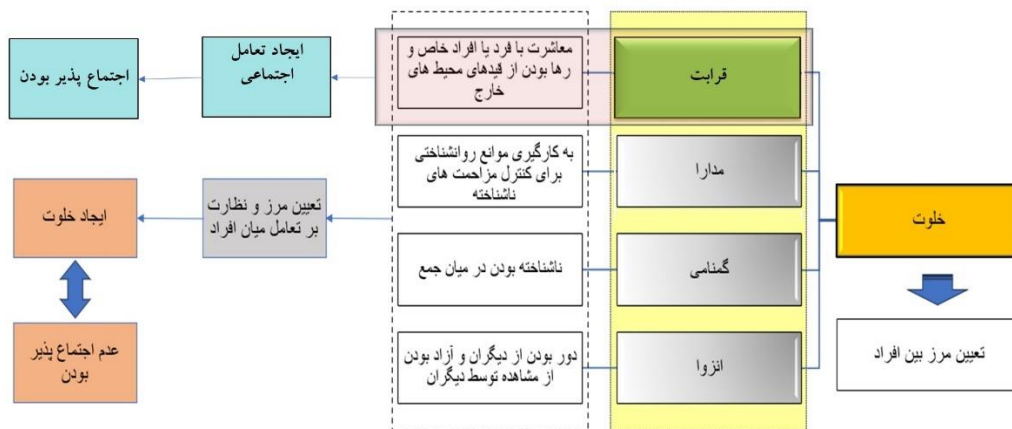 خلوت
تعیین مرز بین افراد
قرابت
مدارا
گمنامی
انزوا
معاشرت با فرد یا افراد خاص و
رها بودن از قیدهای محیط های
خارج
به کارگیری موانع روانشناختی
برای کنترل مزاحمت های
ناشناخته
ناشناخته بودن در میان جمع
دور بودن از دیگران و آزاد بودن
از مشاهده توسط دیگران
ایجاد تعامل
اجتماعی
اجتماع پذیر بودن
تعیین مرز و نظارت
بر تعامل میان افراد
ایجاد خلوت
عدم اجتماع پذیر
بودن